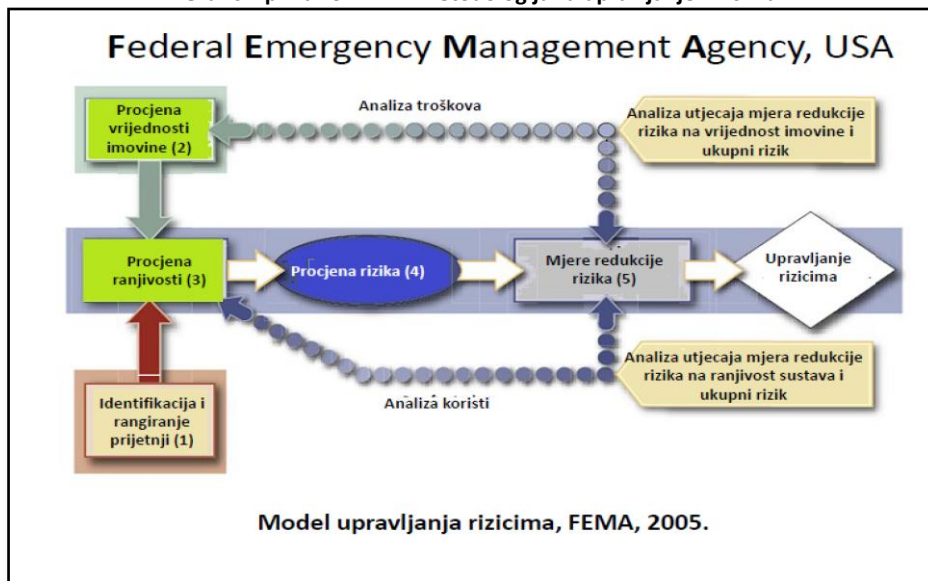 Federal Emergency Management Agency, USA
Procjena
vrijednosti
imovine (2)
Analiza troškova
Analiza utjecaja mjera redukcije
rizika na vrijednost imovine i
ukupni rizik
Procjena
ranjivosti (3)
Procjena rizika (4)
Mjere redukcije
rizika (5)
Upravljanje
rizicima
Identifikacija i
rangiranje
prijetnji (1)
Analiza koristi
Analiza utjecaja mjera redukcije
rizika na ranjivost sustava i
ukupni rizik
Model upravljanja rizicima, FEMA, 2005.